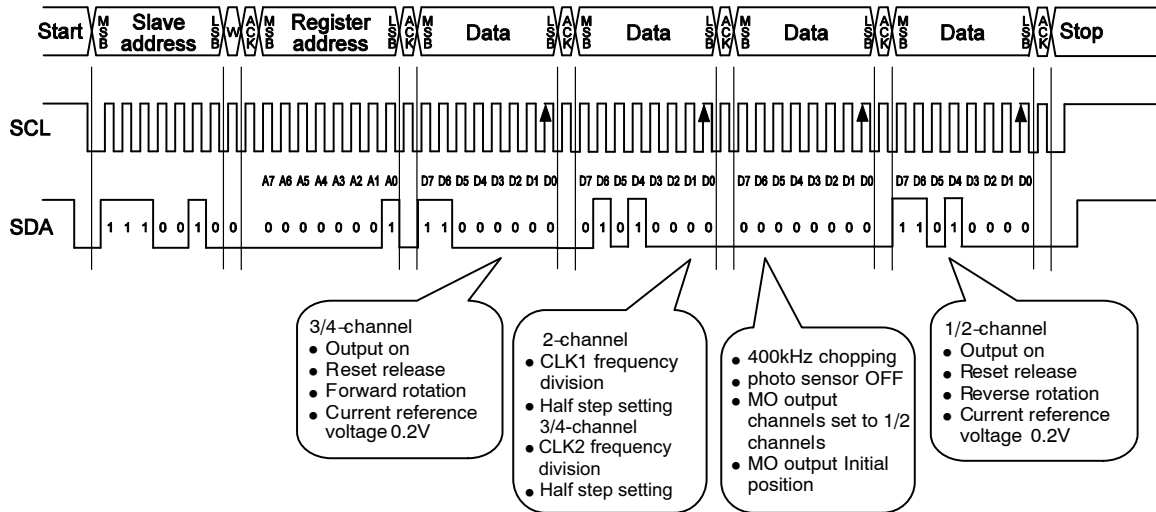 Start MSB Slave address LSB W ACK MSB Register address LSB ACK MSB Data LSB ACK MSB Data LSB ACK MSB Data LSB ACK MSB Data LSB ACK Stop
SCL
A7 A6 A5 A4 A3 A2 A1 A0 D7 D6 D5 D4 D3 D2 D1 D0 D7 D6 D5 D4 D3 D2 D1 D0 D7 D6 D5 D4 D3 D2 D1 D0 D7 D6 D5 D4 D3 D2 D1 D0
SDA 1 1 1 0 0 1 0 0 0 0 0 0 0 0 0 1 1 1 0 0 0 0 0 0 0 1 0 1 0 0 0 0 0 0 0 0 0 0 0 0 1 1 0 1 0 0 0 0
3/4-channel
• Output on
• Reset release
• Forward rotation
• Current reference
voltage 0.2V
2-channel
• CLK1 frequency
division
• Half step setting
3/4-channel
• CLK2 frequency
division
• Half step setting
• 400kHz chopping
• photo sensor OFF
• MO output
channels set to 1/2
channels
• MO output Initial
position
1/2-channel
• Output on
• Reset release
• Reverse rotation
• Current reference
voltage 0.2V